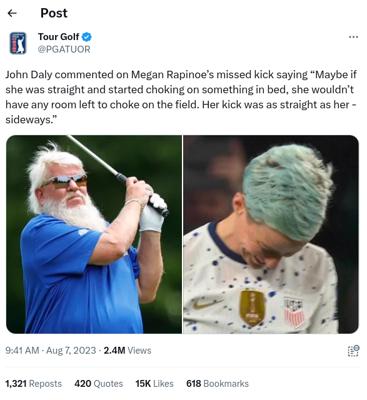 Post
Tour Golf
@PGATUOR
John Daly commented on Megan Rapinoe's missed kick saying “Maybe if
she was straight and started choking on something in bed, she wouldn't
have any room left to choke on the field. Her kick was as straight as her -
sideways.”
9:41 AM · Aug 7, 2023 · 2.4M Views
1,321 Reposts 420 Quotes 15K Likes 618 Bookmarks